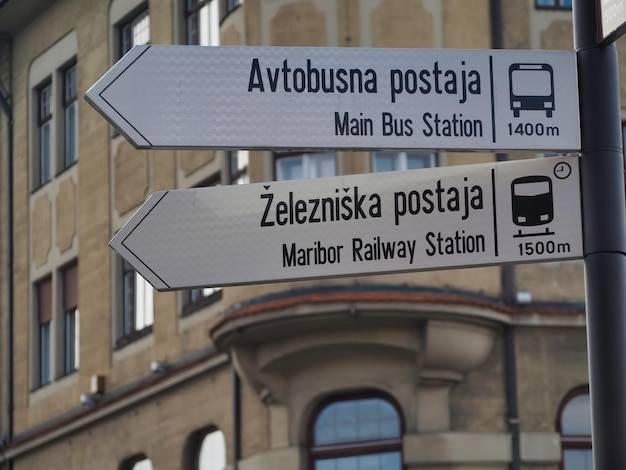 Avtobusna postaja
Main Bus Station
1400m
Železniška postaja
Maribor Railway Station
1500m